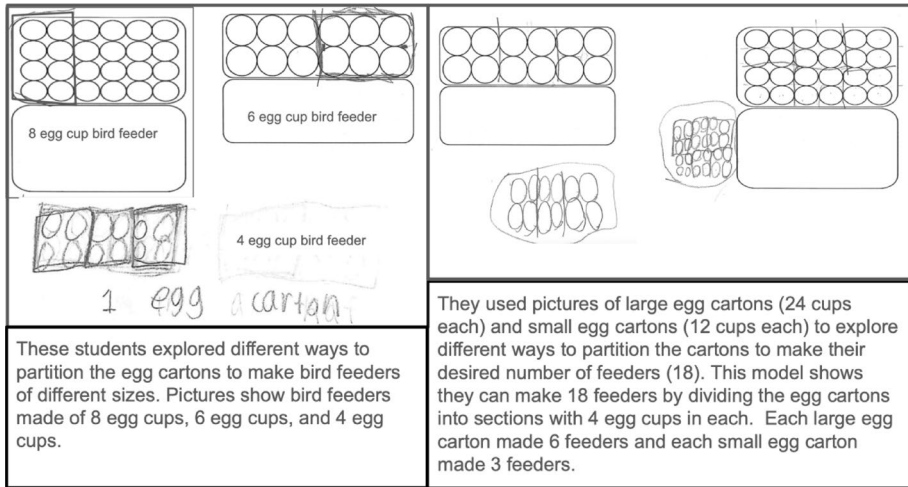 8 egg cup bird feeder
6 egg cup bird feeder
4 egg cup bird feeder
1 egg carton
These students explored different ways to
partition the egg cartons to make bird feeders
of different sizes. Pictures show bird feeders
made of 8 egg cups, 6 egg cups, and 4 egg
cups.
They used pictures of large egg cartons (24 cups
each) and small egg cartons (12 cups each) to explore
different ways to partition the cartons to make their
desired number of feeders (18). This model shows
they can make 18 feeders by dividing the egg cartons
into sections with 4 egg cups in each.  Each large egg
carton made 6 feeders and each small egg carton
made 3 feeders.